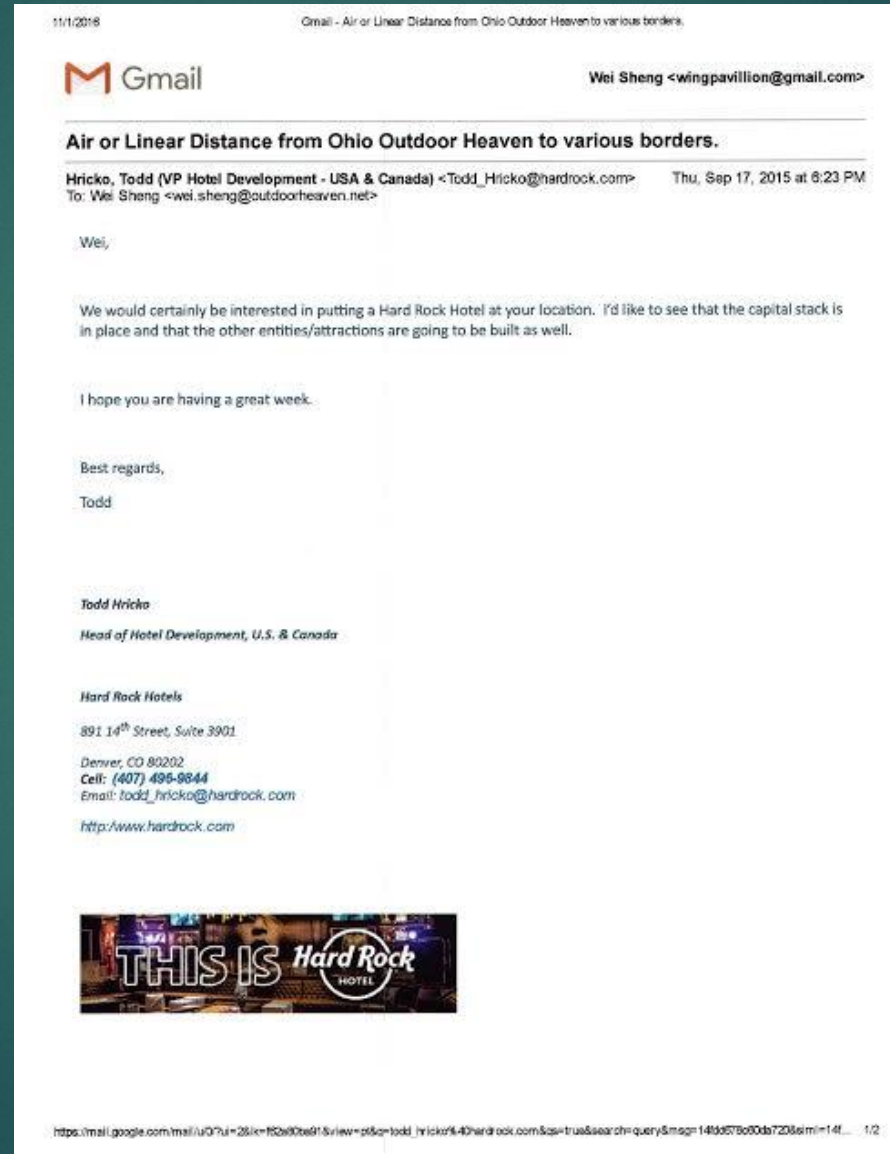 11/1/2016
Gmail - Air or Linear Distance from Ohio Outdoor Heaven to various borders.
Gmail
Wei Sheng <wingpavillion@gmail.com>
Air or Linear Distance from Ohio Outdoor Heaven to various borders.
Hricko, Todd (VP Hotel Development - USA & Canada) <Todd_Hricko@hardrock.com> Thu, Sep 17, 2015 at 6:23 PM
To: Wei Sheng <wei.sheng@outdoorheaven.net>
Wei,
We would certainly be interested in putting a Hard Rock Hotel at your location. I'd like to see that the capital stack is
in place and that the other entities/attractions are going to be built as well.
I hope you are having a great week.
Best regards,
Todd
Todd Hricko
Head of Hotel Development, U.S. & Canada
Hard Rock Hotels
891 14th Street, Suite 3901
Denver, CO 80202
Cell: (407) 496-9844
Email: todd_hricko@hardrock.com
http:/www.hardrock.com
THIS IS Hard Rock
HOTEL
1/2